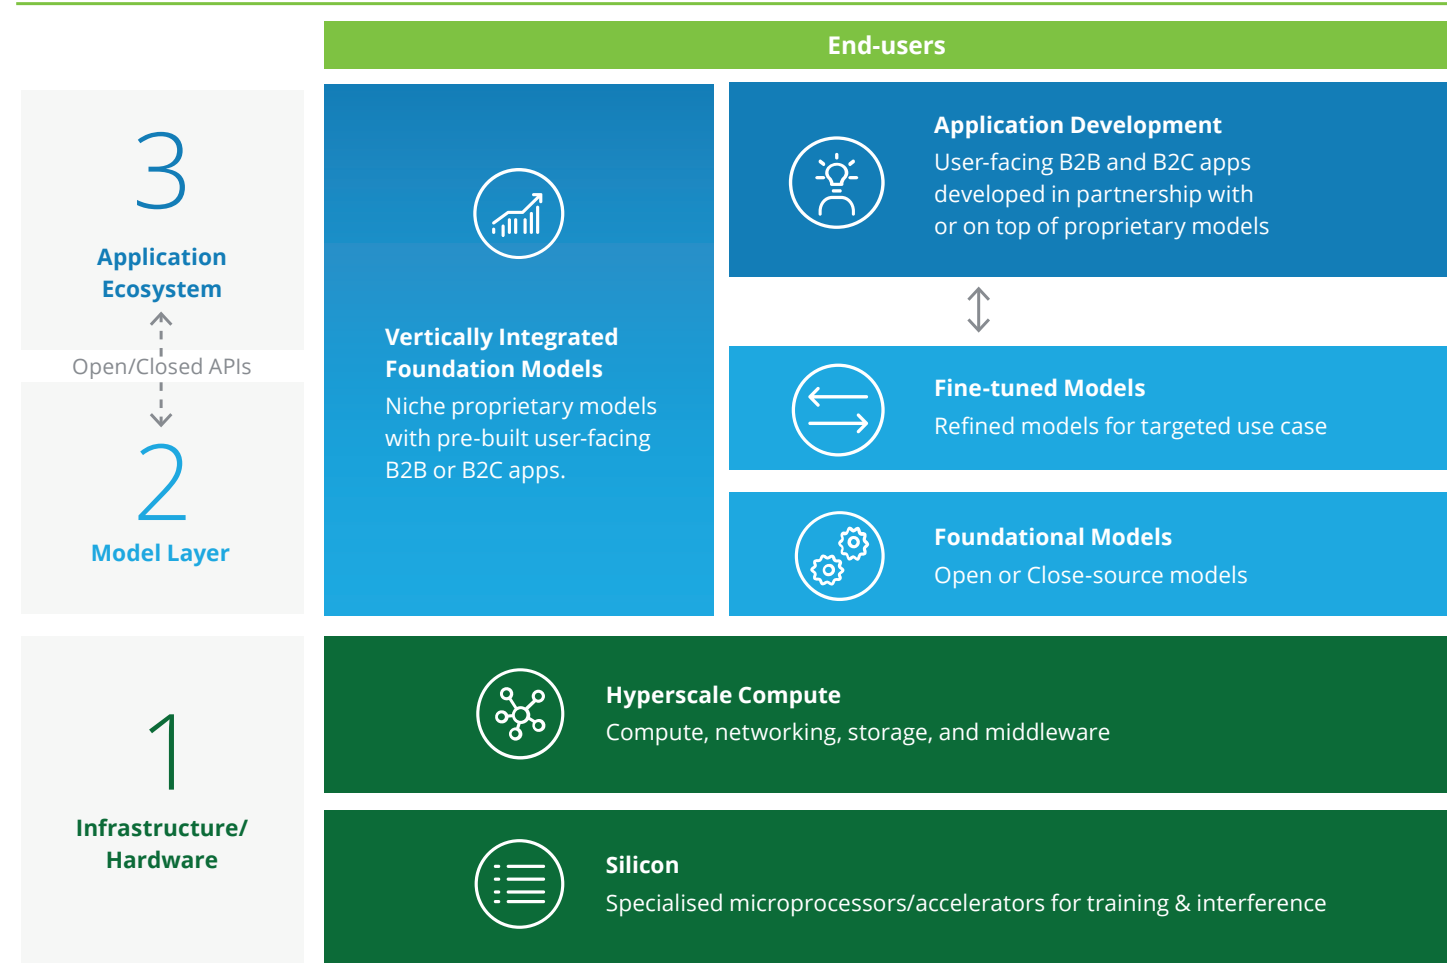 End-users
3
Application
Ecosystem
Open/Closed APIs
2
Model Layer
Vertically Integrated
Foundation Models
Niche proprietary models
with pre-built user-facing
B2B or B2C apps.
Application Development
User-facing B2B and B2C apps
developed in partnership with
or on top of proprietary models
Fine-tuned Models
Refined models for targeted use case
Foundational Models
Open or Close-source models
1
Infrastructure/
Hardware
Hyperscale Compute
Compute, networking, storage, and middleware
Silicon
Specialised microprocessors/accelerators for training & interference